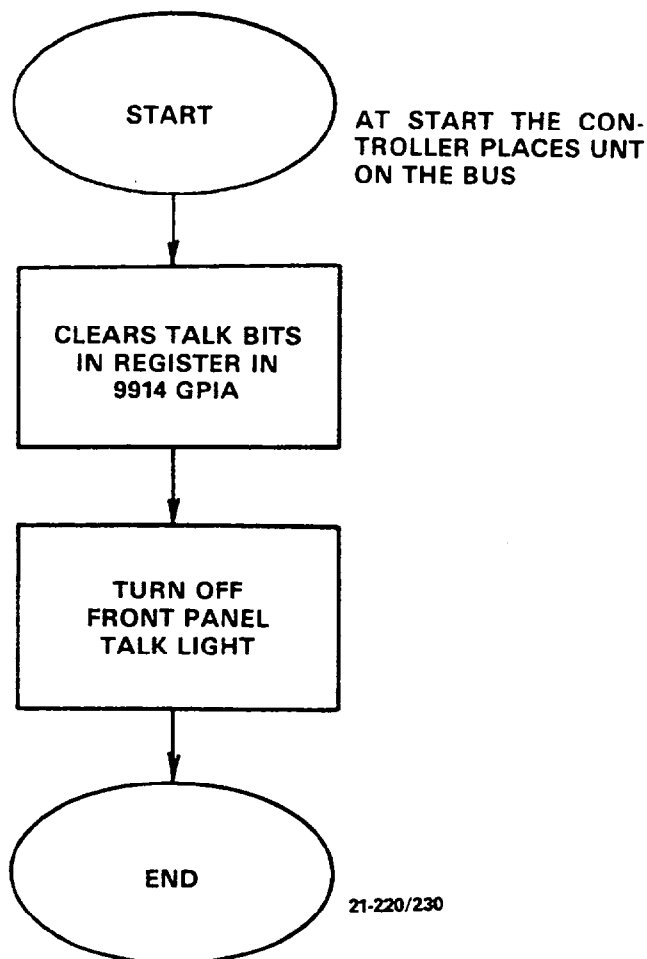 START
AT START THE CON-
TROLLER PLACES UNT
ON THE BUS
CLEARS TALK BITS
IN REGISTER IN
9914 GPIA
TURN OFF
FRONT PANEL
TALK LIGHT
END
21-220/230